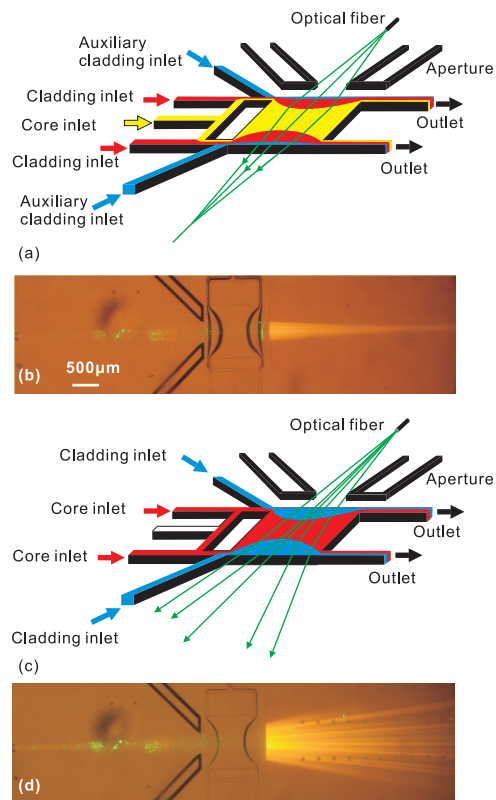 Optical fiber
Auxiliary
cladding inlet
Aperture
Cladding inlet
Core inlet
Outlet
Cladding inlet
Outlet
Auxiliary
cladding inlet
(a)
(b)
500μm
Optical fiber
Cladding inlet
Aperture
Core inlet
Outlet
Core inlet
Outlet
Cladding inlet
(c)
(d)